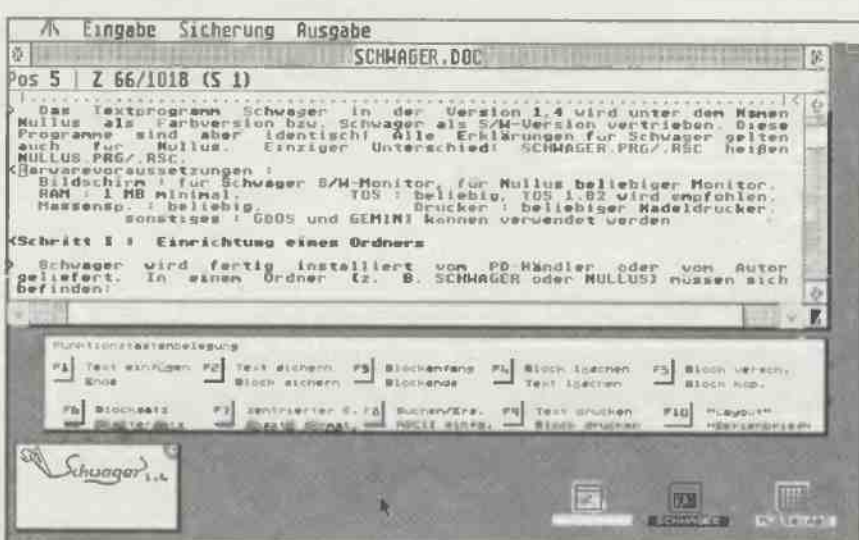 Eingabe Sicherung Ausgabe
SCHWAGER.DOC
Pos 5 | Z 66/1018 (S 1)
Das Textprogramm Schwager in der Version 1.4 wird unter dem Namen
Nullus als Farbversion bzw. Schwager als S/W-Version vertrieben. Diese
Programme sind aber identisch! Alle Erklärungen für Schwager gelten
auch für Nullus. Einziger Unterschied: SCHWAGER.PRG/.RSC heißen
NULLUS.PRG/.RSC.
Harwarevoraussetzungen :
Bildschirm : für Schwager S/W-Monitor, für Nullus beliebiger Monitor.
RAM : 1 MB minimal. TOS : beliebig, TOS 1.02 wird empfohlen.
Massensp. : beliebig. Drucker : beliebiger Nadeldrucker.
sonstiges : GDOS und GEMINI können verwendet werden
Schritt 1 : Einrichtung eines Ordners
Schwager wird fertig installiert vom PD-Händler oder vom Autor
geliefert. In einem Ordner (z. B. SCHWAGER oder NULLUS) müssen sich
befinden:
Funktionstastenbelegung
F1 Text einfügen F2 Text sichern F3 Blockanfang F4 Block löschen F5 Block versch.
Ende Block sichern Blockende Text löschen Block kop.
F6 Blocksatz F7 zentrierter Suchen/Ers. F9 Text drucken F10 "Layout"
ASCII einfg. Block drucken
Schwager 1.4
SCHWAGER